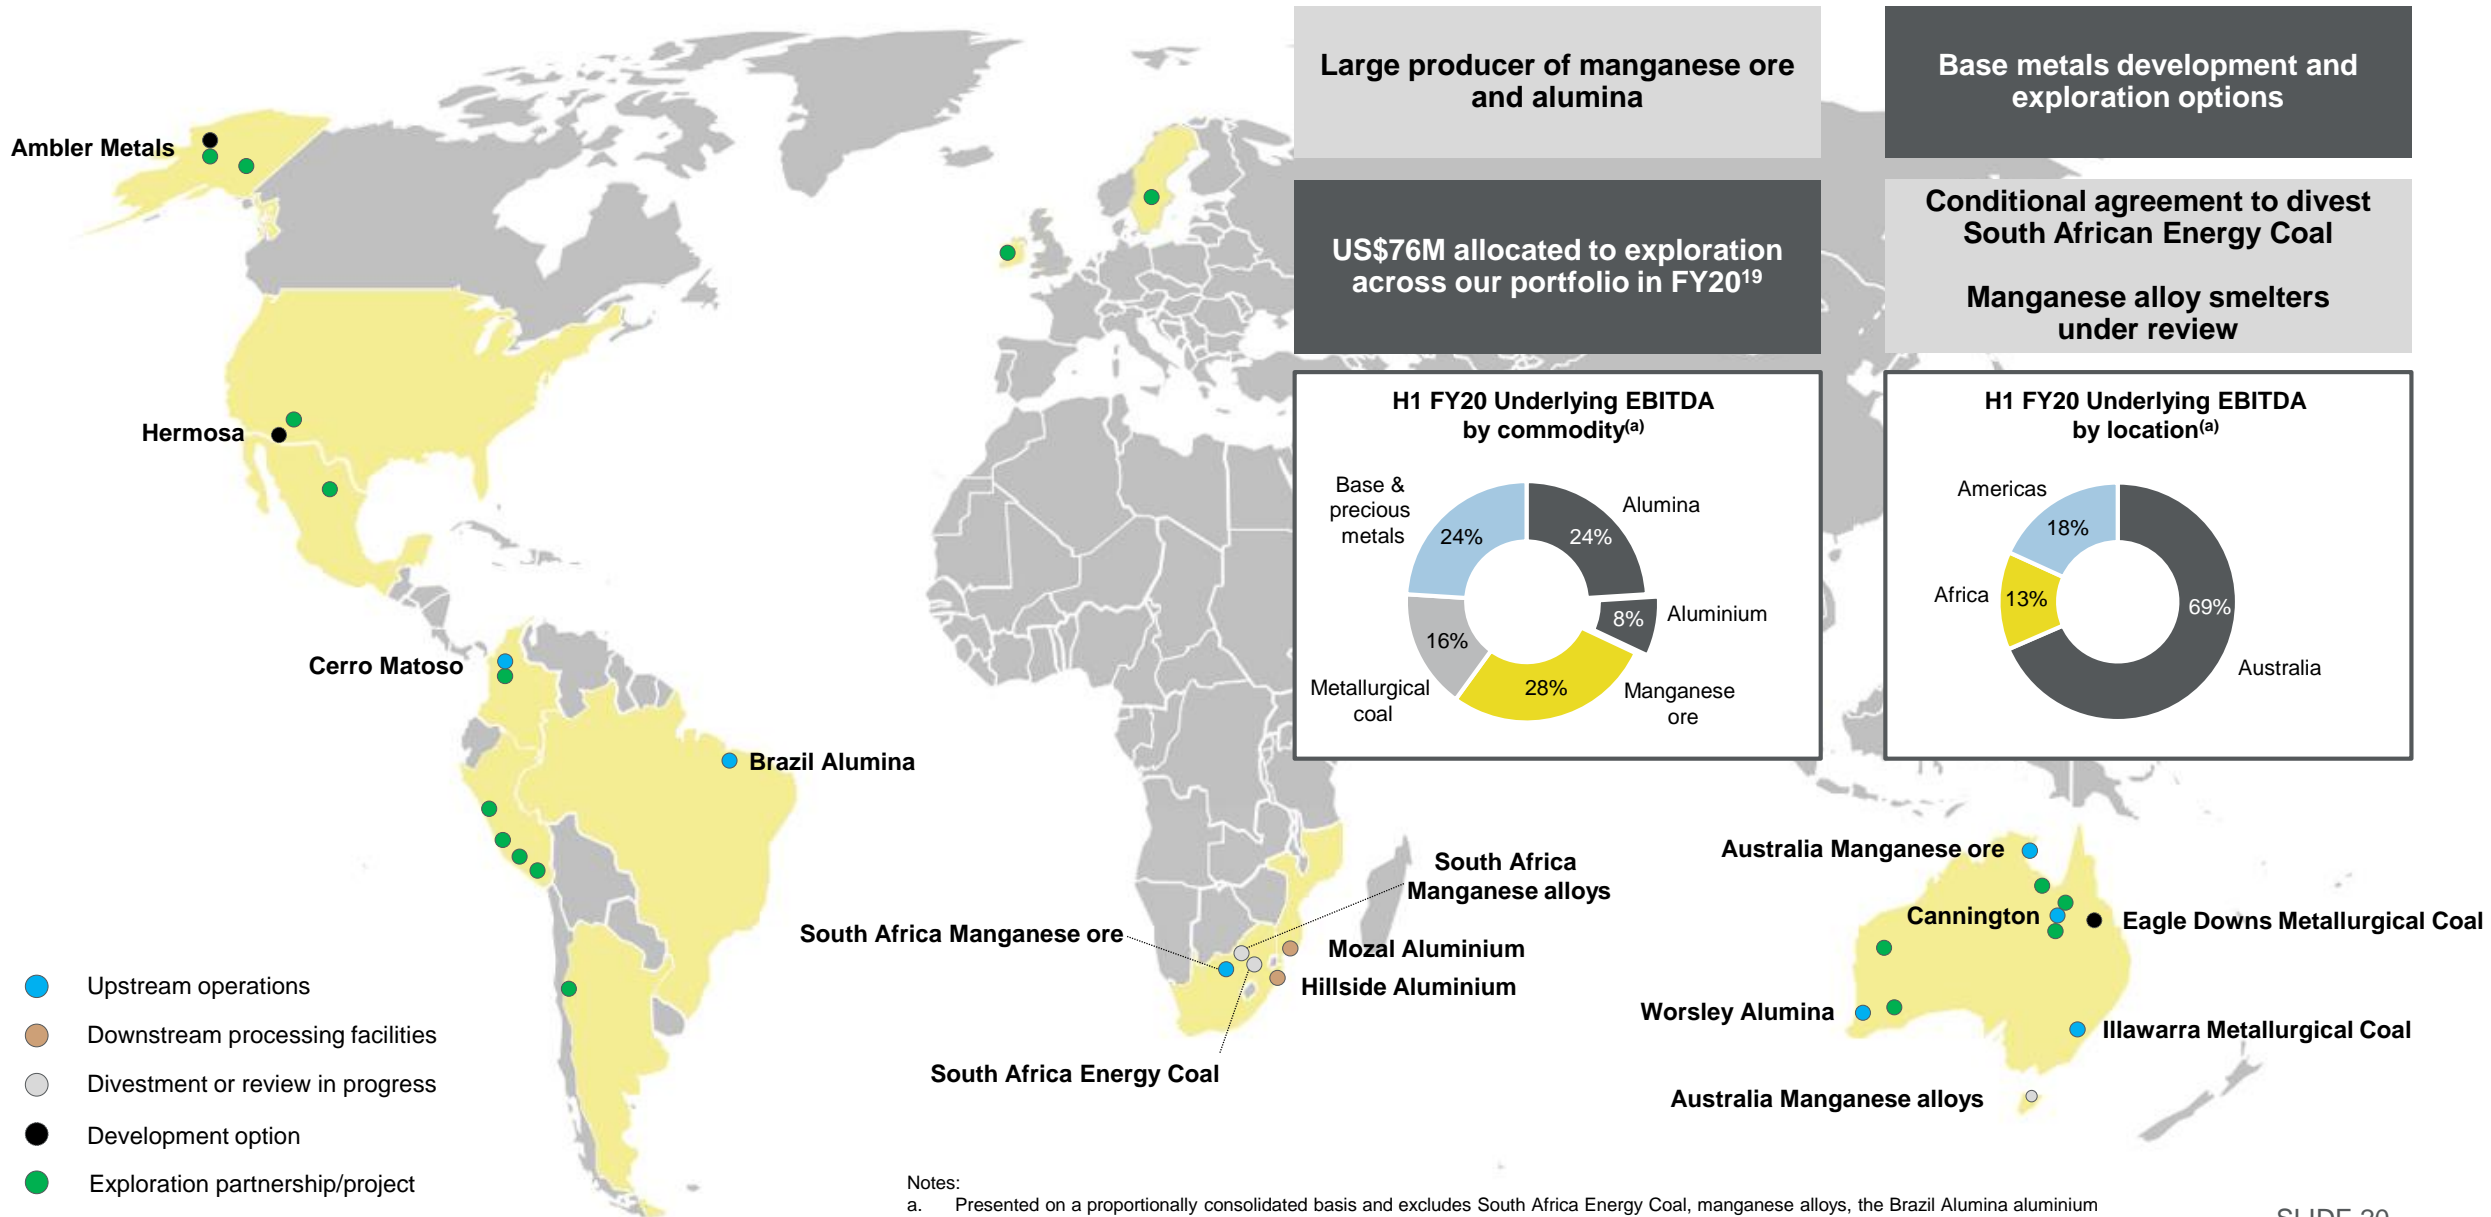 Large producer of manganese ore
and alumina
Base metals development and
exploration options
US$76M allocated to exploration
across our portfolio in FY20¹⁹
Conditional agreement to divest
South African Energy Coal
Manganese alloy smelters
under review
H1 FY20 Underlying EBITDA
by commodity(a)
Base &
precious
metals
24%
24%
Alumina
8%
Aluminium
16%
28%
Metallurgical
coal
Manganese
ore
H1 FY20 Underlying EBITDA
by location(a)
Americas
18%
Africa
13%
69%
Australia
Ambler Metals
Hermosa
Cerro Matoso
Brazil Alumina
South Africa
Manganese alloys
South Africa Manganese ore
Mozal Aluminium
Hillside Aluminium
South Africa Energy Coal
Australia Manganese ore
Cannington
Eagle Downs Metallurgical Coal
Worsley Alumina
Illawarra Metallurgical Coal
Australia Manganese alloys
Upstream operations
Downstream processing facilities
Divestment or review in progress
Development option
Exploration partnership/project
Notes:
a. Presented on a proportionally consolidated basis and excludes South Africa Energy Coal, manganese alloys, the Brazil Alumina aluminium
SLIDE 20